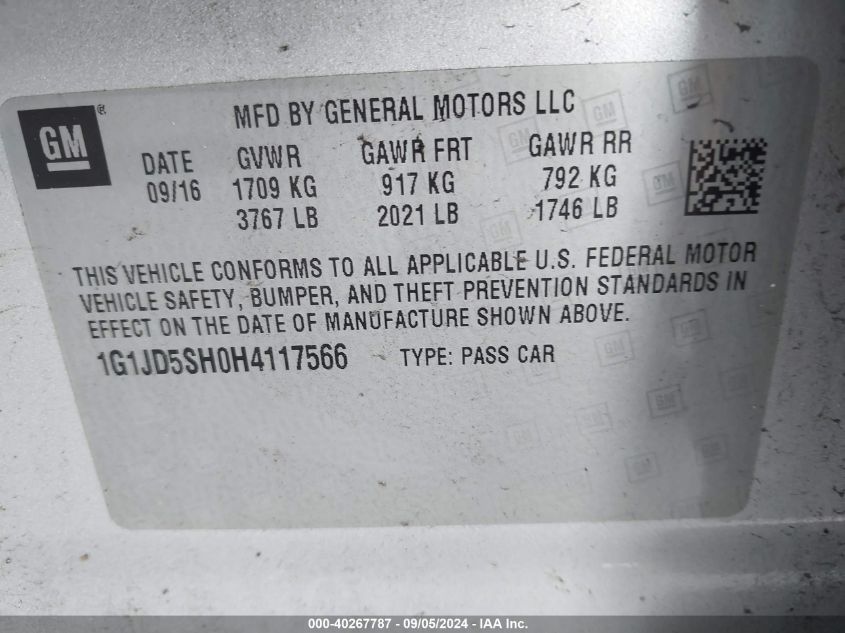 GM ®
MFD BY GENERAL MOTORS LLC
DATE GVWR GAWR FRT GAWR RR
09/16 1709 KG 917 KG 792 KG
3767 LB 2021 LB 1746 LB
THIS VEHICLE CONFORMS TO ALL APPLICABLE U.S. FEDERAL MOTOR
VEHICLE SAFETY, BUMPER, AND THEFT PREVENTION STANDARDS IN
EFFECT ON THE DATE OF MANUFACTURE SHOWN ABOVE.
1G1JD5SH0H4117566 TYPE: PASS CAR
000-40267787 - 09/05/2024 - IAA Inc.